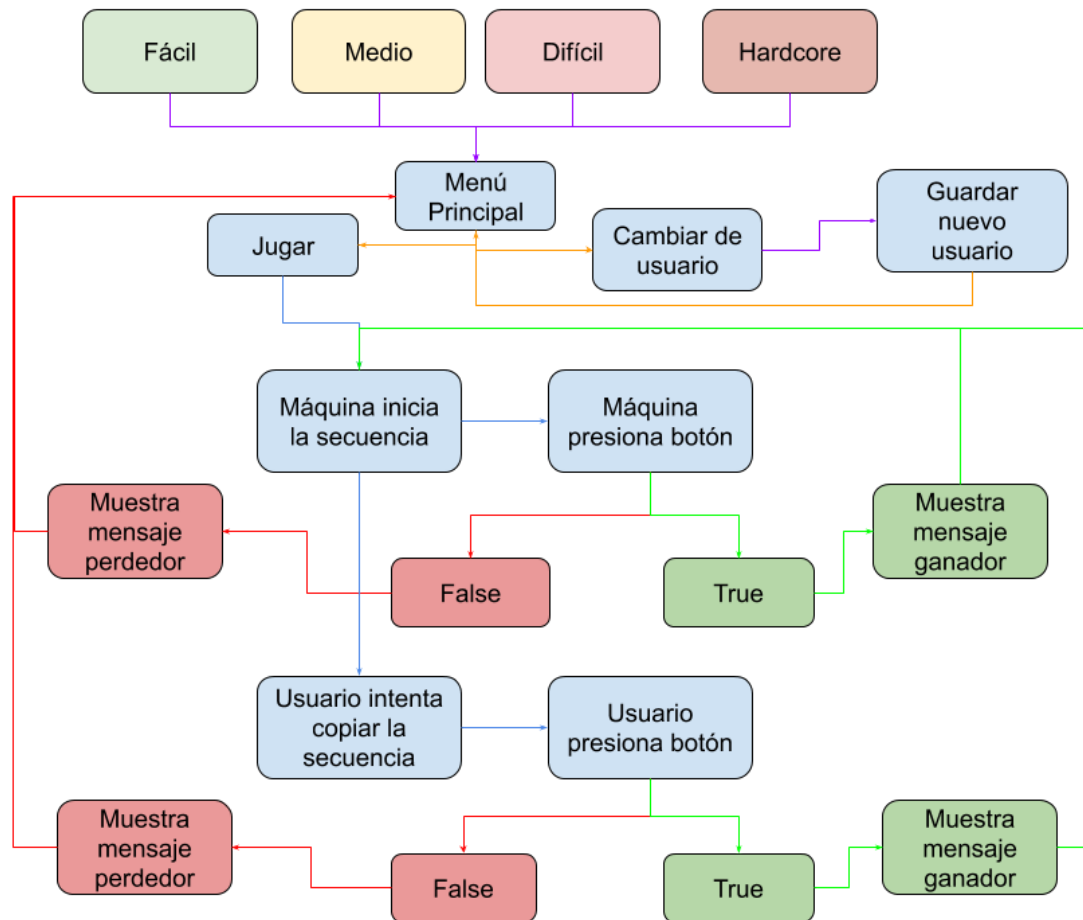 Fácil
Medio
Difícil
Hardcore
Menú
Principal
Jugar
Cambiar de
usuario
Guardar
nuevo
usuario
Máquina inicia
la secuencia
Máquina
presiona botón
Muestra
mensaje
perdedor
False
True
Muestra
mensaje
ganador
Usuario intenta
copiar la
secuencia
Usuario
presiona botón
Muestra
mensaje
perdedor
False
True
Muestra
mensaje
ganador